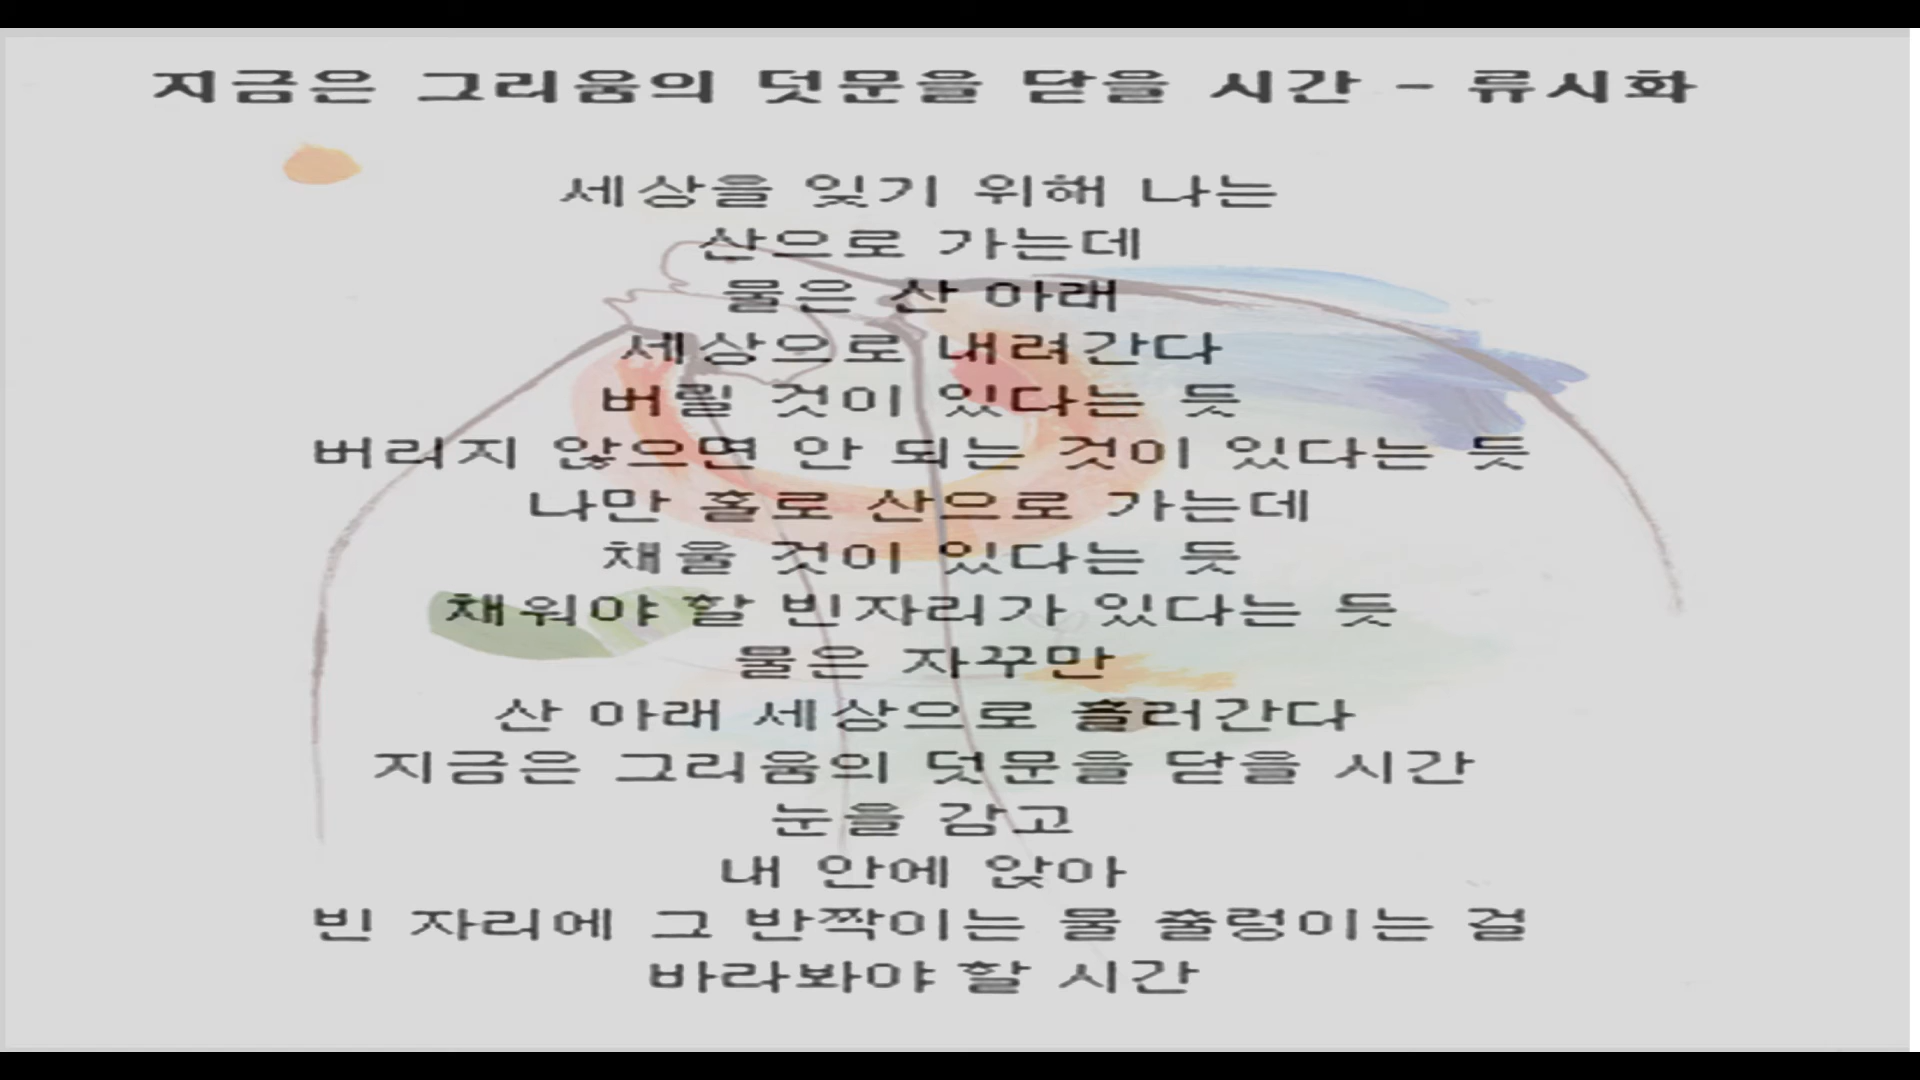 지금은 그리움의 덧문을 닫을 시간 - 류시화
세상을 잊기 위해 나는
산으로 가는데
물은 산 아래
세상으로 내려간다
버릴 것이 있다는 듯
버리지 않으면 안 되는 것이 있다는 듯
나만 홀로 산으로 가는데
채울 것이 있다는 듯
채워야 할 빈자리가 있다는 듯
물은 자꾸만
산 아래 세상으로 흘러간다
지금은 그리움의 덧문을 닫을 시간
눈을 감고
내 안에 앉아
빈 자리에 그 반짝이는 물 출렁이는 걸
바라봐야 할 시간